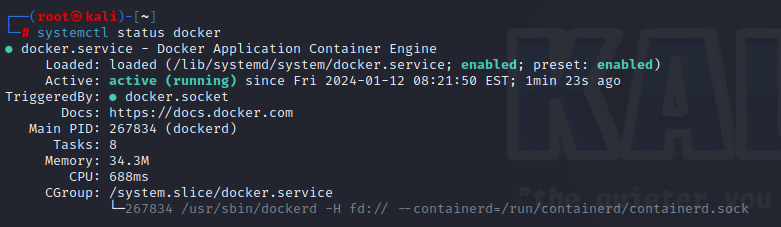 ┌──(root㉿kali)-[~]
└─# systemctl status docker
● docker.service - Docker Application Container Engine
     Loaded: loaded (/lib/systemd/system/docker.service; enabled; preset: enabled)
     Active: active (running) since Fri 2024-01-12 08:21:50 EST; 1min 23s ago
TriggeredBy: ● docker.socket
       Docs: https://docs.docker.com
   Main PID: 267834 (dockerd)
      Tasks: 8
     Memory: 34.3M
        CPU: 688ms
     CGroup: /system.slice/docker.service
             └─267834 /usr/sbin/dockerd -H fd:// --containerd=/run/containerd/containerd.sock
"the quieter you